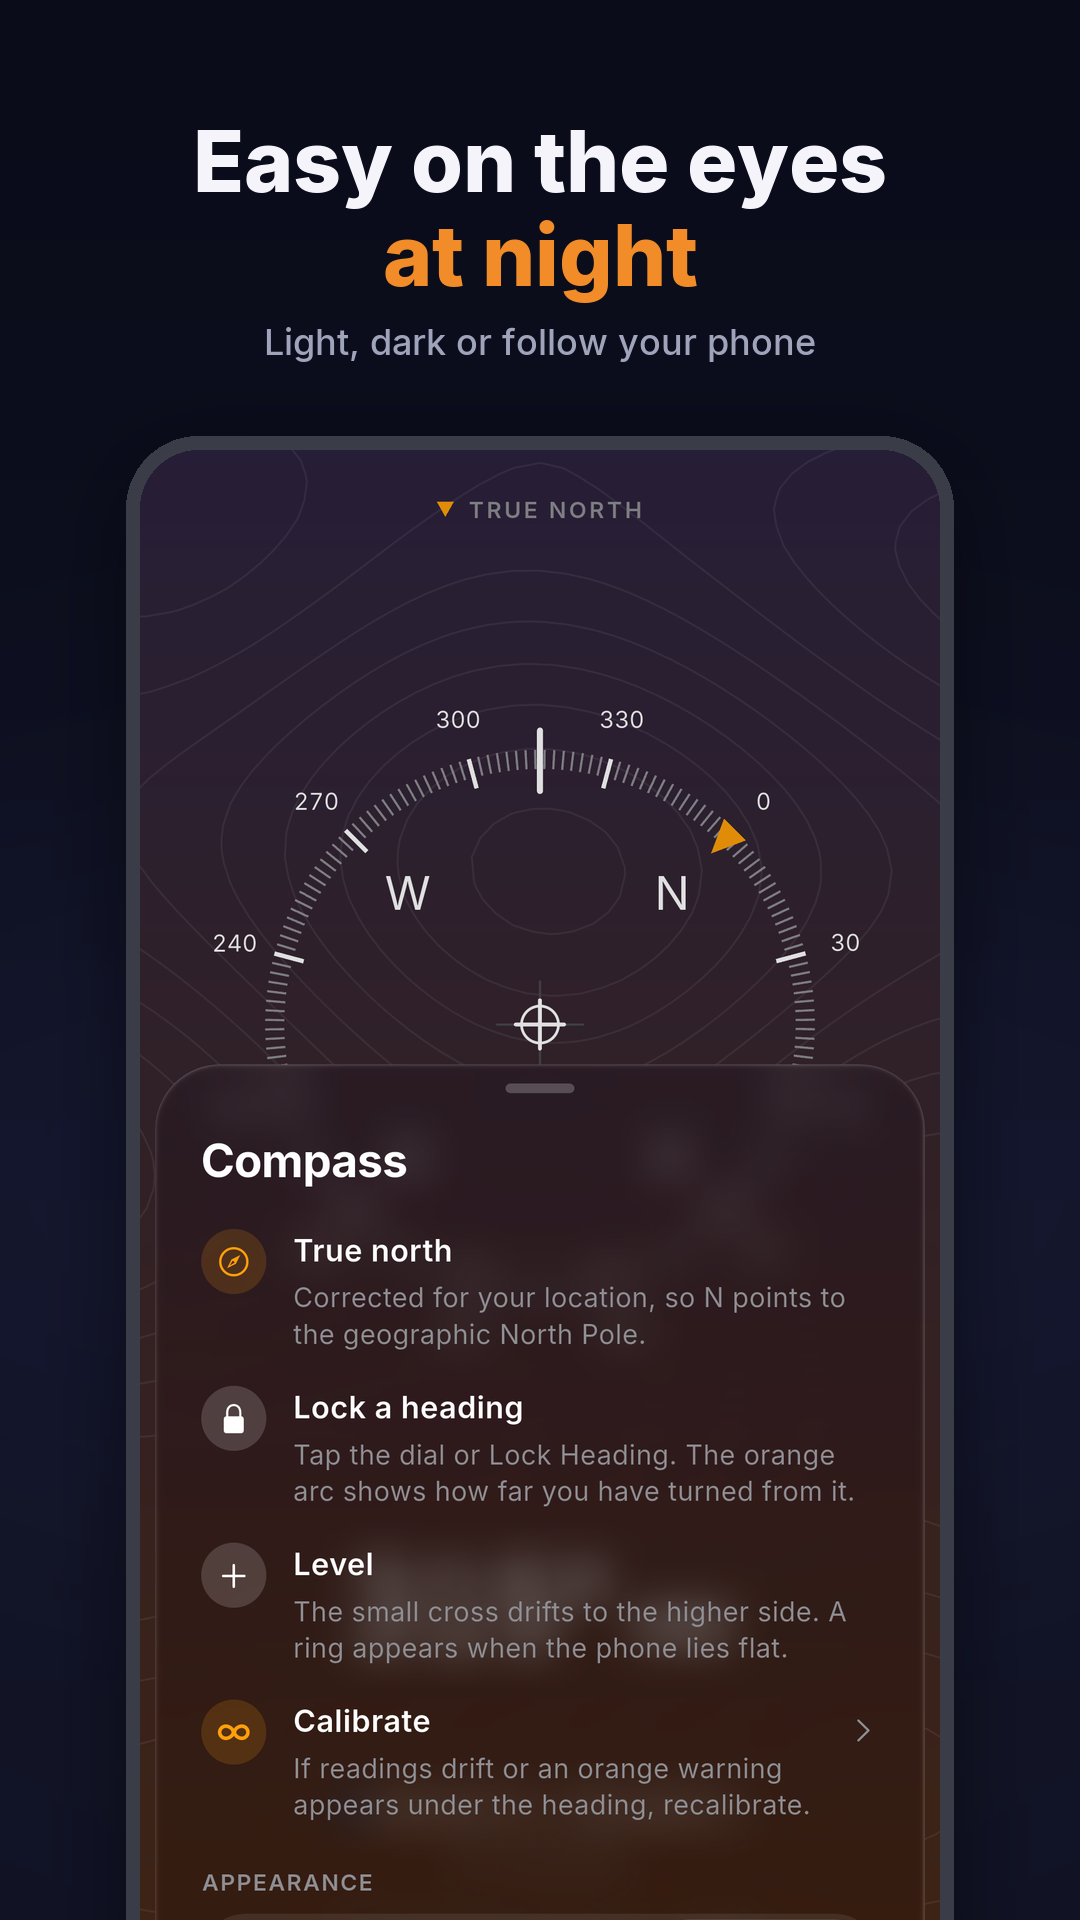 Easy on the eyes
at night
Light, dark or follow your phone
TRUE NORTH
300
330
270
0
W
N
240
30
Compass
True north
Corrected for your location, so N points to
the geographic North Pole.
Lock a heading
Tap the dial or Lock Heading. The orange
arc shows how far you have turned from it.
Level
The small cross drifts to the higher side. A
ring appears when the phone lies flat.
Calibrate
If readings drift or an orange warning
appears under the heading, recalibrate.
APPEARANCE